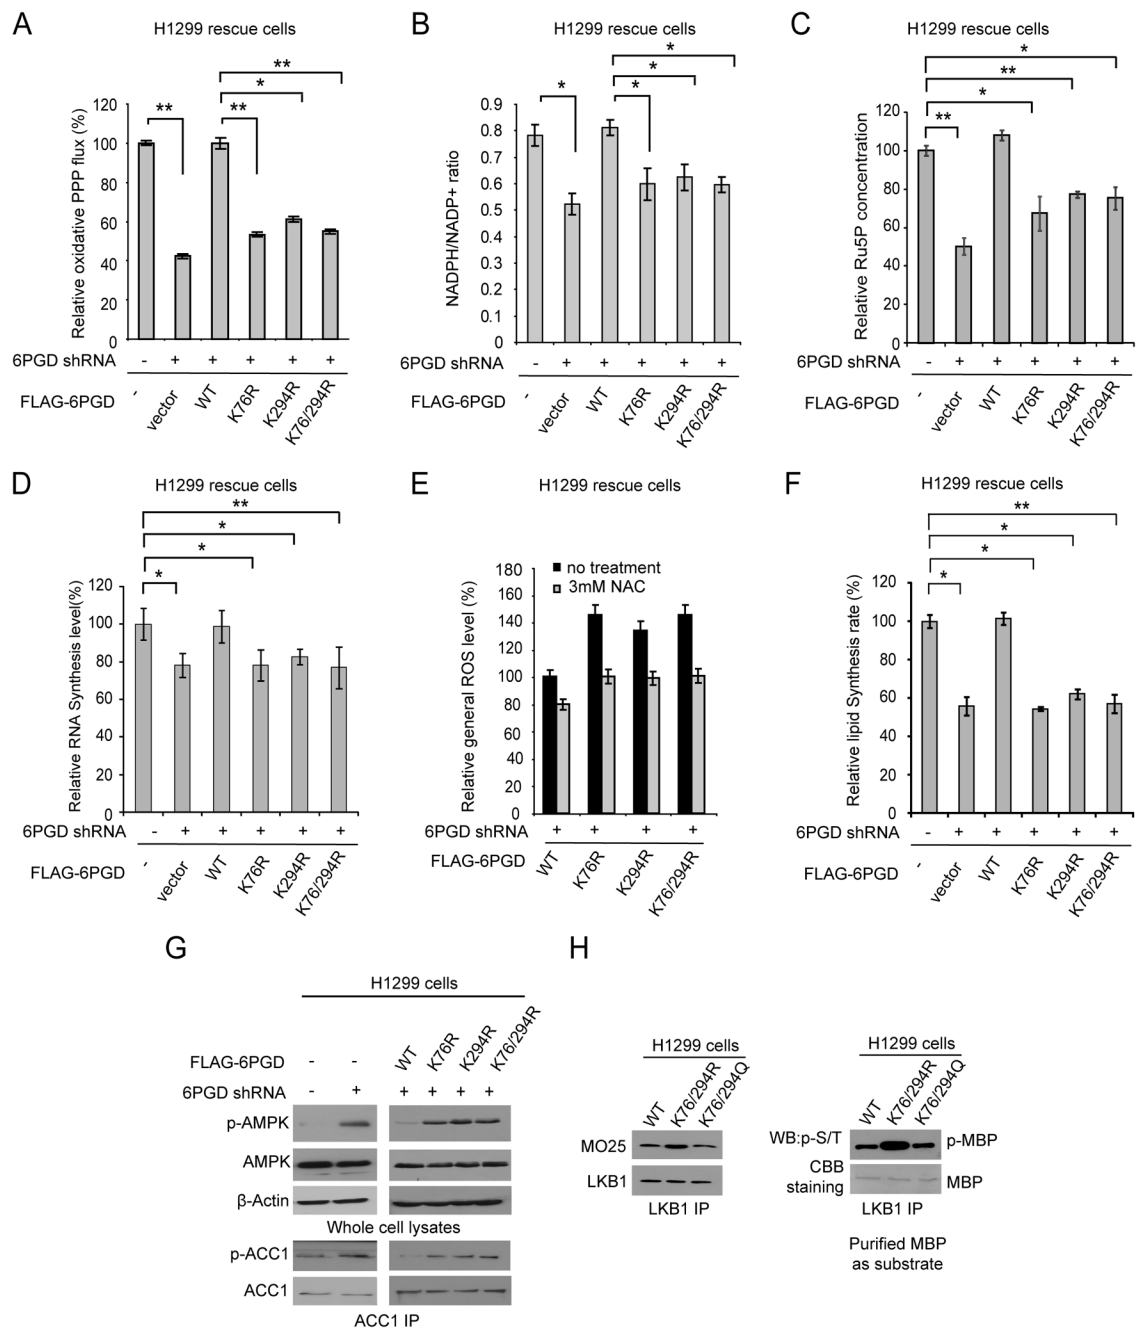 A
H1299 rescue cells
**
*
**
**
Relative oxidative PPP flux (%)
120
100
80
60
40
20
0
6PGD shRNA - + + + + +
FLAG-6PGD - vector WT K76R K294R K76/294R
B
H1299 rescue cells
*
*
*
*
NADPH/NADP+ ratio
0.9
0.8
0.7
0.6
0.5
0.4
0.3
0.2
0.1
0
6PGD shRNA - + + + + +
FLAG-6PGD - vector WT K76R K294R K76/294R
C
H1299 rescue cells
*
**
*
**
Relative Ru5P concentration
120
100
80
60
40
20
0
6PGD shRNA - + + + + +
FLAG-6PGD - vector WT K76R K294R K76/294R
D
H1299 rescue cells
**
*
*
*
Relative RNA Synthesis level(%)
120
100
80
60
40
20
0
6PGD shRNA - + + + + +
FLAG-6PGD - vector WT K76R K294R K76/294R
E
H1299 rescue cells
no treatment
3mM NAC
Relative general ROS level (%)
180
160
140
120
100
80
60
40
20
0
6PGD shRNA + + + +
FLAG-6PGD WT K76R K294R K76/294R
F
H1299 rescue cells
**
*
*
*
Relative lipid Synthesis rate (%)
120
100
80
60
40
20
0
6PGD shRNA - + + + + +
FLAG-6PGD - vector WT K76R K294R K76/294R
G
H1299 cells
FLAG-6PGD - - WT K76R K294R K76/294R
6PGD shRNA - + + + + +
p-AMPK
AMPK
β-Actin
Whole cell lysates
p-ACC1
ACC1
ACC1 IP
H
H1299 cells
WT K76/294R K76/294Q
MO25
LKB1
LKB1 IP
H1299 cells
WT K76/294R K76/294Q
WB:p-S/T p-MBP
CBB
staining MBP
LKB1 IP
Purified MBP
as substrate